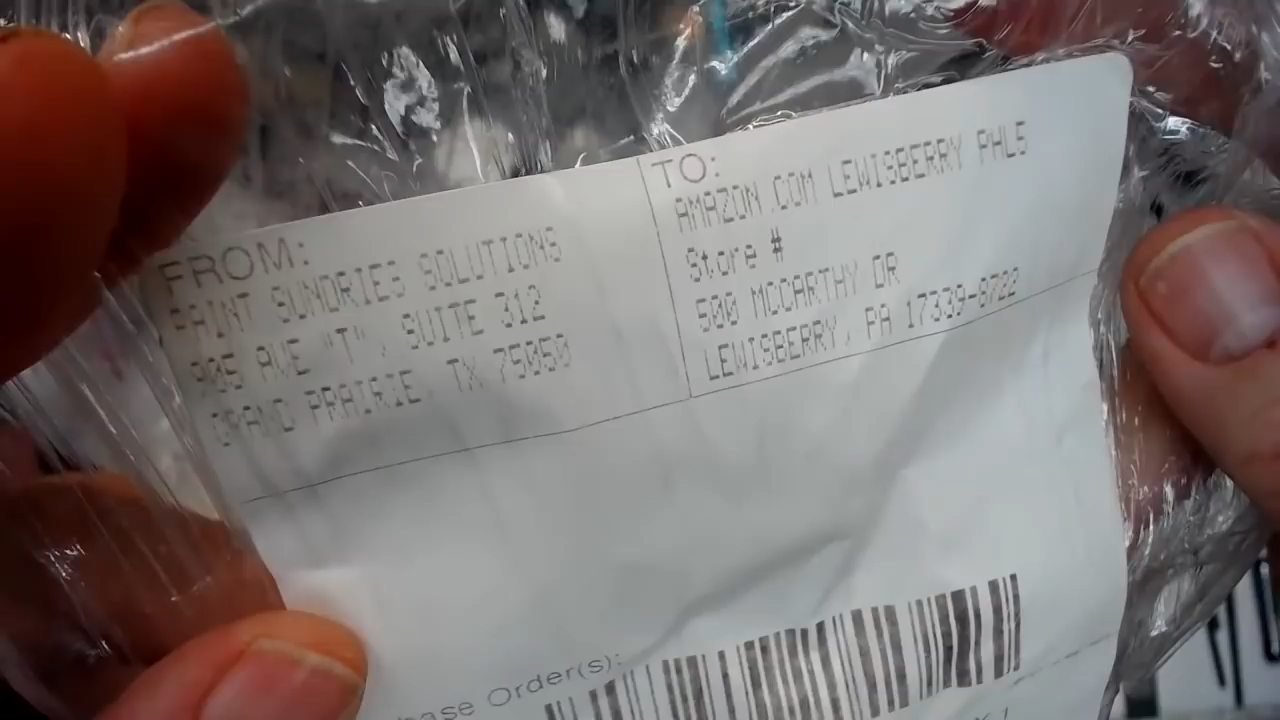 FROM:
PAINT SUNDRIES SOLUTIONS
905 AVE "T", SUITE 312
GRAND PRAIRIE, TX 75050
TO:
AMAZON.COM LEWISBERRY PHL5
Store #
500 MCCARTHY DR
LEWISBERRY, PA 17339-8722
Order(s):